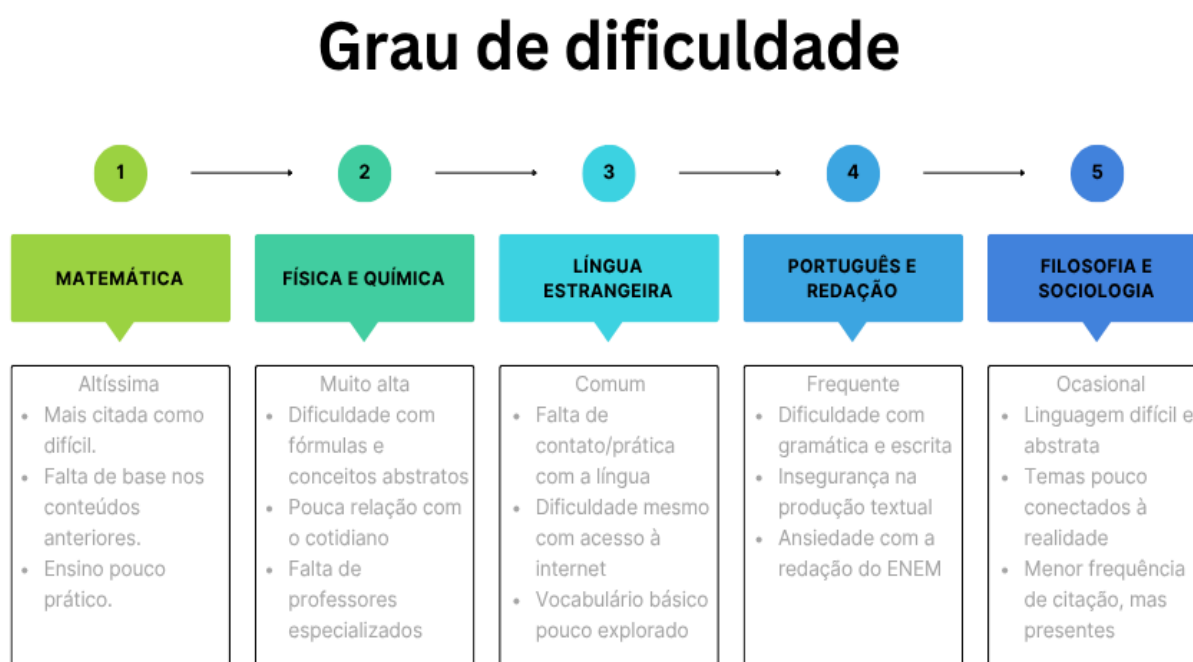 Grau de dificuldade
1
2
3
4
5
MATEMÁTICA
FÍSICA E QUÍMICA
LÍNGUA
ESTRANGEIRA
PORTUGUÊS E
REDAÇÃO
FILOSOFIA E
SOCIOLOGIA
Altíssima
• Mais citada como
difícil.
• Falta de base nos
conteúdos
anteriores.
• Ensino pouco
prático.
Muito alta
• Dificuldade com
fórmulas e
conceitos abstratos
• Pouca relação com
o cotidiano
• Falta de
professores
especializados
Comum
• Falta de
contato/prática
com a língua
• Dificuldade mesmo
com acesso à
internet
• Vocabulário básico
pouco explorado
Frequente
• Dificuldade com
gramática e escrita
• Insegurança na
produção textual
• Ansiedade com a
redação do ENEM
Ocasional
• Linguagem difícil e
abstrata
• Temas pouco
conectados à
realidade
• Menor frequência
de citação, mas
presentes